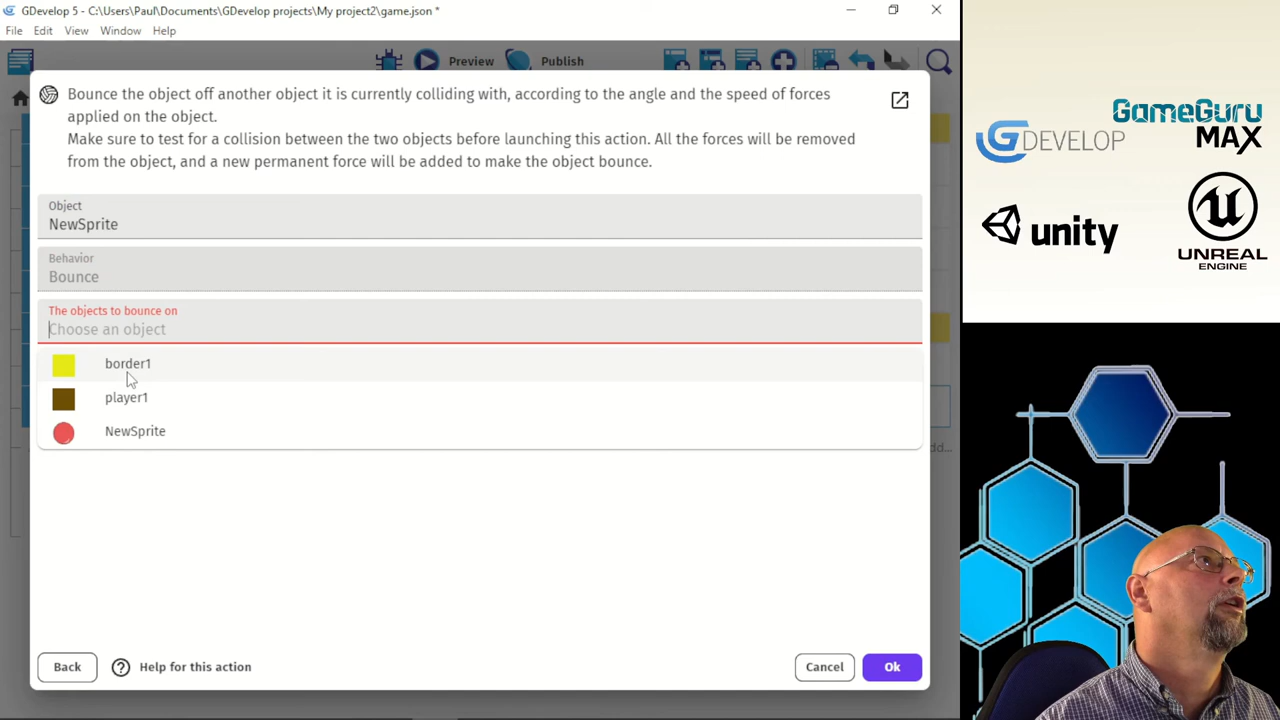 GDevelop 5 - C:\Users\Paul\Documents\GDevelop projects\My project2\game.json *
File Edit View Window Help
Preview Publish
Bounce the object off another object it is currently colliding with, according to the angle and the speed of forces
applied on the object.
Make sure to test for a collision between the two objects before launching this action. All the forces will be removed
from the object, and a new permanent force will be added to make the object bounce.
Object
NewSprite
Behavior
Bounce
The objects to bounce on
Choose an object
border1
player1
NewSprite
Back
Help for this action
Cancel
Ok
GameGuru
MAX
GDEVELOP
unity
UNREAL
ENGINE